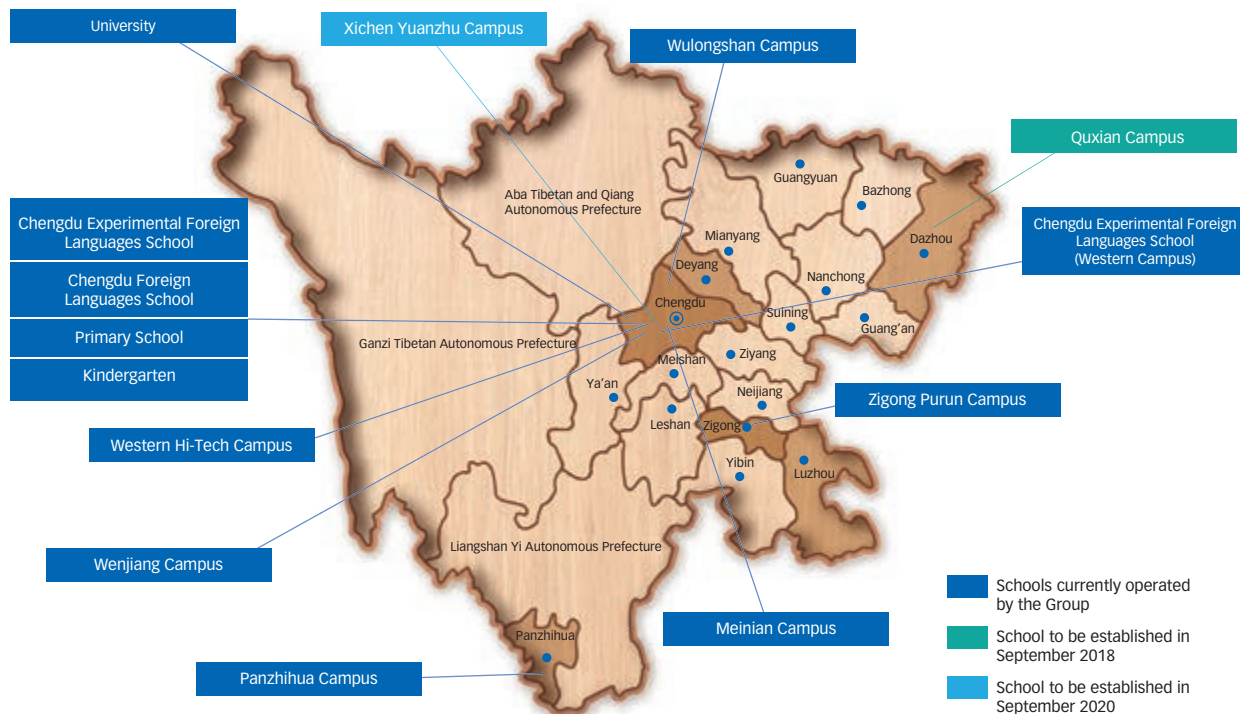 University
Xichen Yuanzhu Campus
Wulongshan Campus
Quxian Campus
Chengdu Experimental Foreign
Languages School
Chengdu Foreign
Languages School
Primary School
Kindergarten
Chengdu Experimental Foreign
Languages School
(Western Campus)
Western Hi-Tech Campus
Wenjiang Campus
Panzhihua Campus
Zigong Purun Campus
Meinian Campus
Aba Tibetan and Qiang
Autonomous Prefecture
Guangyuan
Bazhong
Mianyang
Dazhou
Deyang
Nanchong
Chengdu
Suining
Guang'an
Ganzi Tibetan Autonomous Prefecture
Ziyang
Meishan
Ya'an
Neijiang
Leshan
Zigong
Yibin
Luzhou
Liangshan Yi Autonomous Prefecture
Panzhihua
Schools currently operated
by the Group
School to be established in
September 2018
School to be established in
September 2020